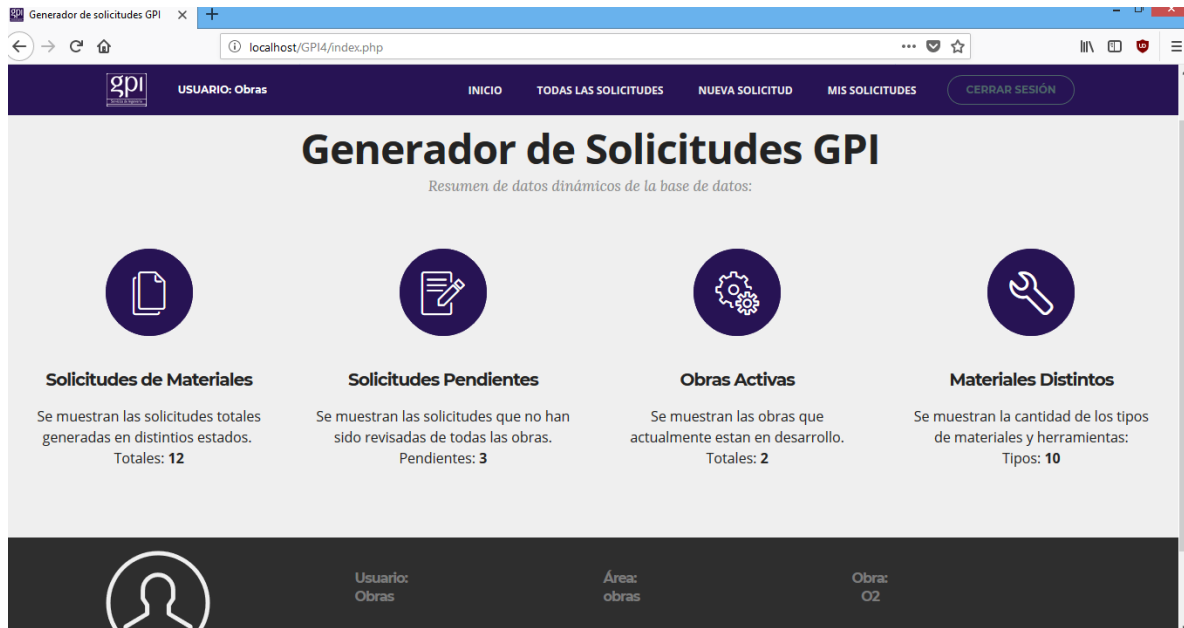 Generador de solicitudes GPI
localhost/GPI4/index.php
gpi
USUARIO: Obras
INICIO
TODAS LAS SOLICITUDES
NUEVA SOLICITUD
MIS SOLICITUDES
CERRAR SESIÓN
Generador de Solicitudes GPI
Resumen de datos dinámicos de la base de datos:
Solicitudes de Materiales
Se muestran las solicitudes totales
generadas en distintios estados.
Totales: 12
Solicitudes Pendientes
Se muestran las solicitudes que no han
sido revisadas de todas las obras.
Pendientes: 3
Obras Activas
Se muestran las obras que
actualmente estan en desarrollo.
Totales: 2
Materiales Distintos
Se muestran la cantidad de los tipos
de materiales y herramientas:
Tipos: 10
Usuario:
Obras
Área:
obras
Obra:
O2